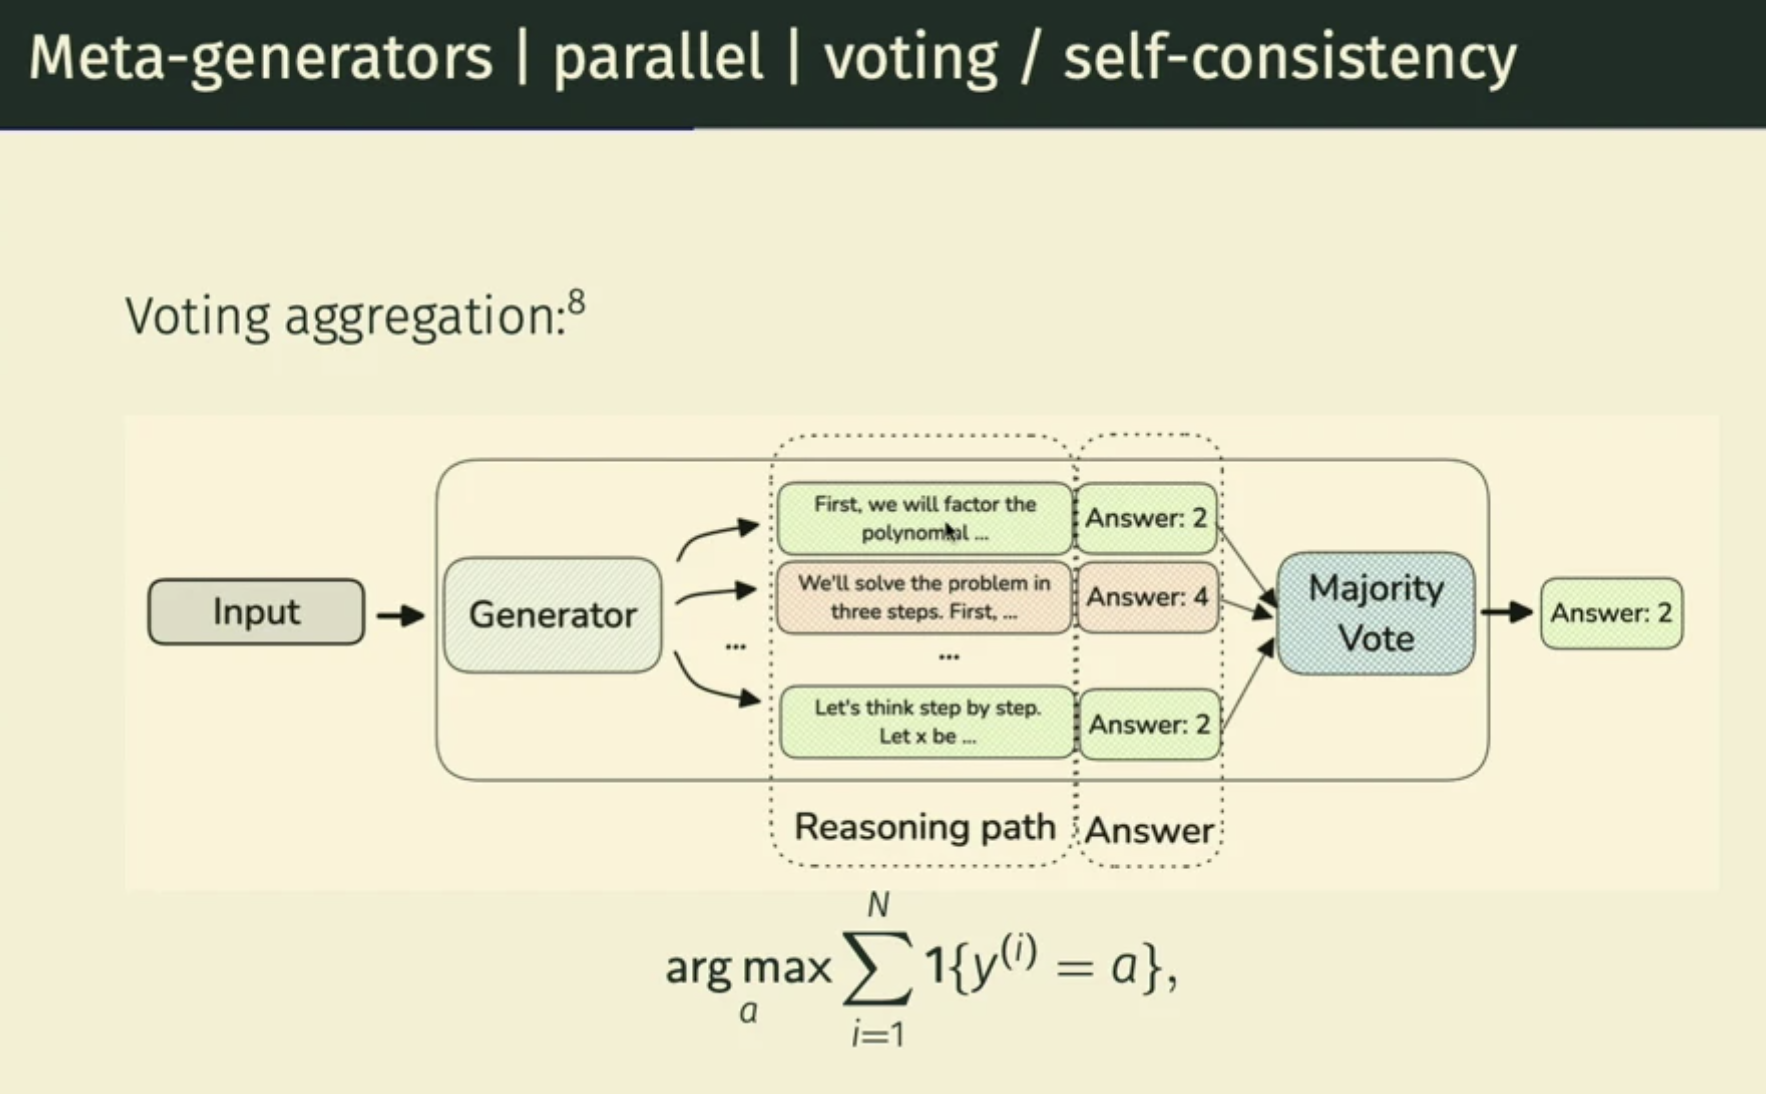 Meta-generators | parallel | voting / self-consistency
Voting aggregation:⁸
Input
Generator
...
First, we will factor the
polynomial ...
Answer: 2
We'll solve the problem in
three steps. First, ...
Answer: 4
...
Let's think step by step.
Let x be ...
Answer: 2
Reasoning path
Answer
Majority
Vote
Answer: 2
N
arg max ∑ 1{y⁽ⁱ⁾ = a},
a
i=1